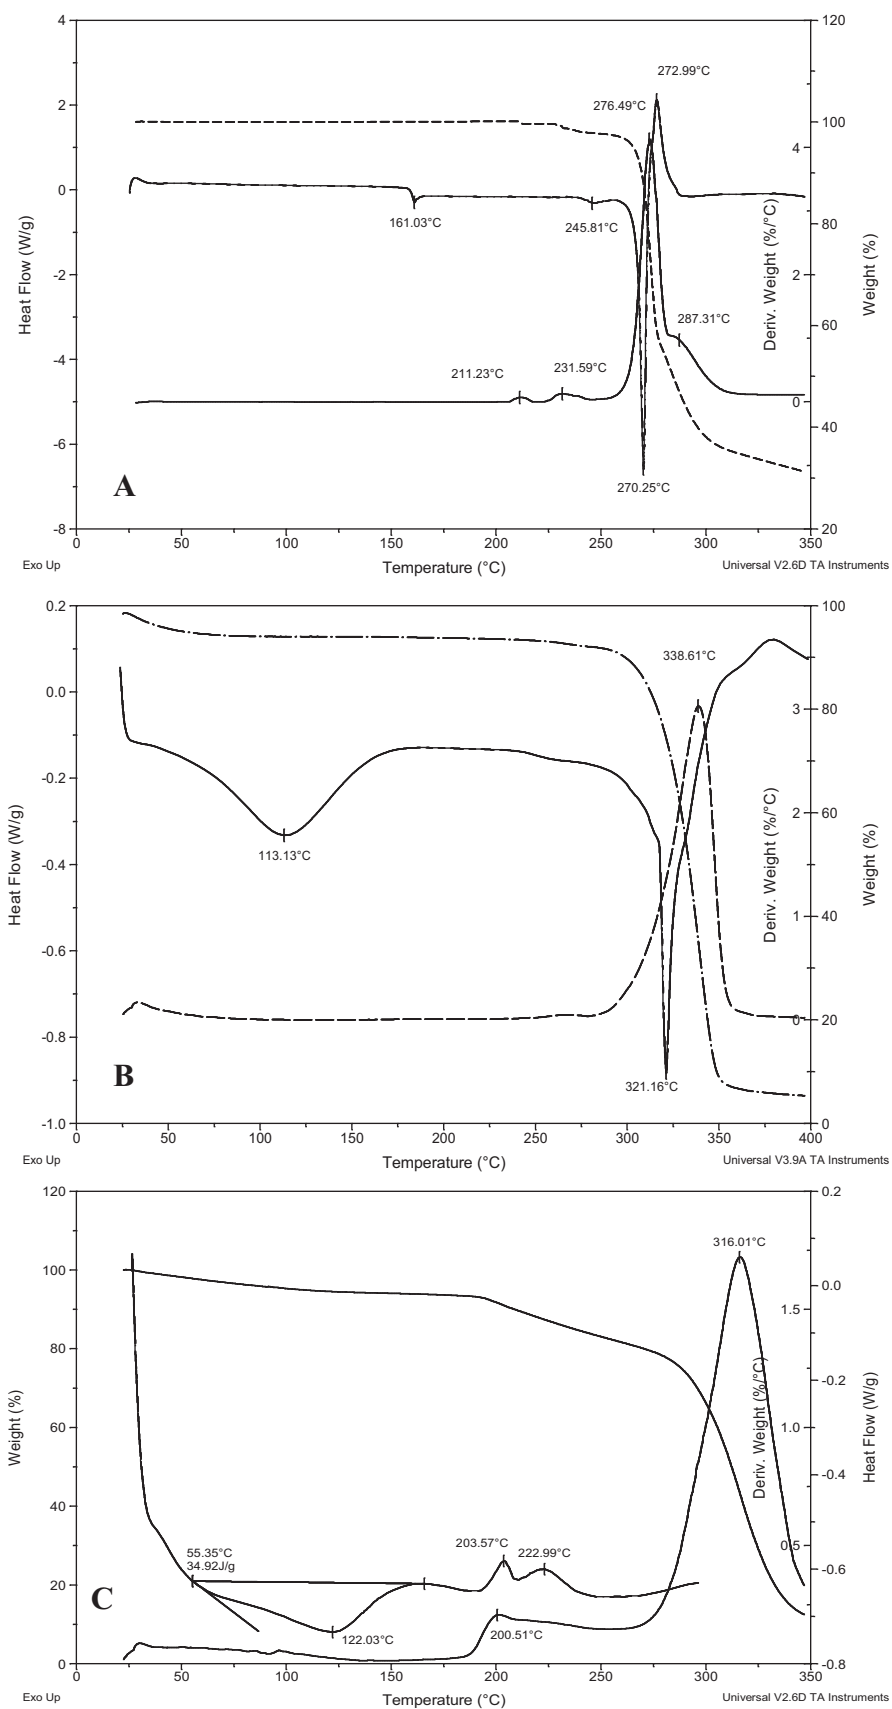 4
2
0
-2
-4
-6
-8
Heat Flow (W/g)
120
100
80
60
40
20
Weight (%)
4
2
0
Deriv. Weight (%/°C)
272.99°C
276.49°C
161.03°C
245.81°C
287.31°C
211.23°C
231.59°C
270.25°C
A
0
50
100
150
200
250
300
350
Exo Up
Temperature (°C)
Universal V2.6D TA Instruments
0.2
0.0
-0.2
-0.4
-0.6
-0.8
-1.0
Heat Flow (W/g)
100
80
60
40
20
0
Weight (%)
3
2
1
0
Deriv. Weight (%/°C)
338.61°C
113.13°C
321.16°C
B
0
50
100
150
200
250
300
350
400
Exo Up
Temperature (°C)
Universal V3.9A TA Instruments
120
100
80
60
40
20
0
Weight (%)
0.2
0.0
-0.2
-0.4
-0.6
-0.8
Heat Flow (W/g)
1.5
1.0
0.5
Deriv. Weight (%/°C)
316.01°C
203.57°C
55.35°C
222.99°C
34.92J/g
122.03°C
200.51°C
C
0
50
100
150
200
250
300
350
Exo Up
Temperature (°C)
Universal V2.6D TA Instruments